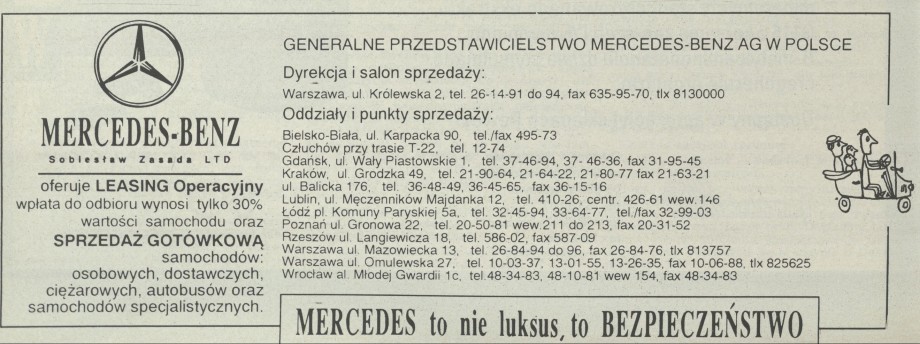 MERCEDES-BENZ
Sobiesław Zasada LTD
oferuje LEASING Operacyjny
wpłata do odbioru wynosi tylko 30%
wartości samochodu oraz
SPRZEDAŻ GOTÓWKOWĄ
samochodów:
osobowych, dostawczych,
ciężarowych, autobusów oraz
samochodów specjalistycznych.
GENERALNE PRZEDSTAWICIELSTWO MERCEDES-BENZ AG W POLSCE
Dyrekcja i salon sprzedaży:
Warszawa, ul. Królewska 2, tel. 26-14-91 do 94, fax 635-95-70, tlx 8130000
Oddziały i punkty sprzedaży:
Bielsko-Biała, ul. Karpacka 90, tel./fax 495-73
Człuchów przy trasie T-22, tel. 12-74
Gdańsk, ul. Wały Piastowskie 1, tel. 37-46-94, 37- 46-36, fax 31-95-45
Kraków, ul. Grodzka 49, tel. 21-90-64, 21-64-22, 21-80-77 fax 21-63-21
ul. Balicka 176, tel. 36-48-49, 36-45-65, fax 36-15-16
Lublin, ul. Męczenników Majdanka 12, tel. 410-26, centr. 426-61 wew.146
Łódź pl. Komuny Paryskiej 5a, tel. 32-45-94, 33-64-77, tel./fax 32-99-03
Poznań ul. Gronowa 22, tel. 20-50-81 wew.211 do 213, fax 20-31-52
Rzeszów ul. Langiewicza 18, tel. 586-02, fax 587-09
Warszawa ul. Mazowiecka 13, tel. 26-84-94 do 96, fax 26-84-76, tlx 813757
Warszawa ul. Omulewska 27, tel. 10-03-37, 13-01-55, 13-26-35, fax 10-06-88, tlx 825625
Wrocław al. Młodej Gwardii 1c, tel.48-34-83, 48-10-81 wew 154, fax 48-34-83
MERCEDES to nie luksus, to BEZPIECZEŃSTWO